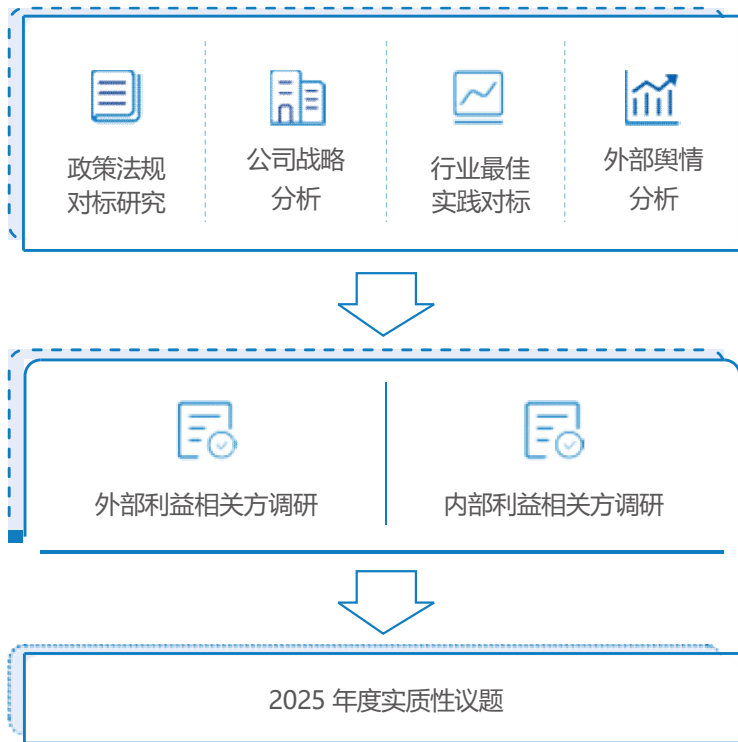 政策法规
对标研究
公司战略
分析
行业最佳
实践对标
外部舆情
分析
外部利益相关方调研
内部利益相关方调研
2025 年度实质性议题